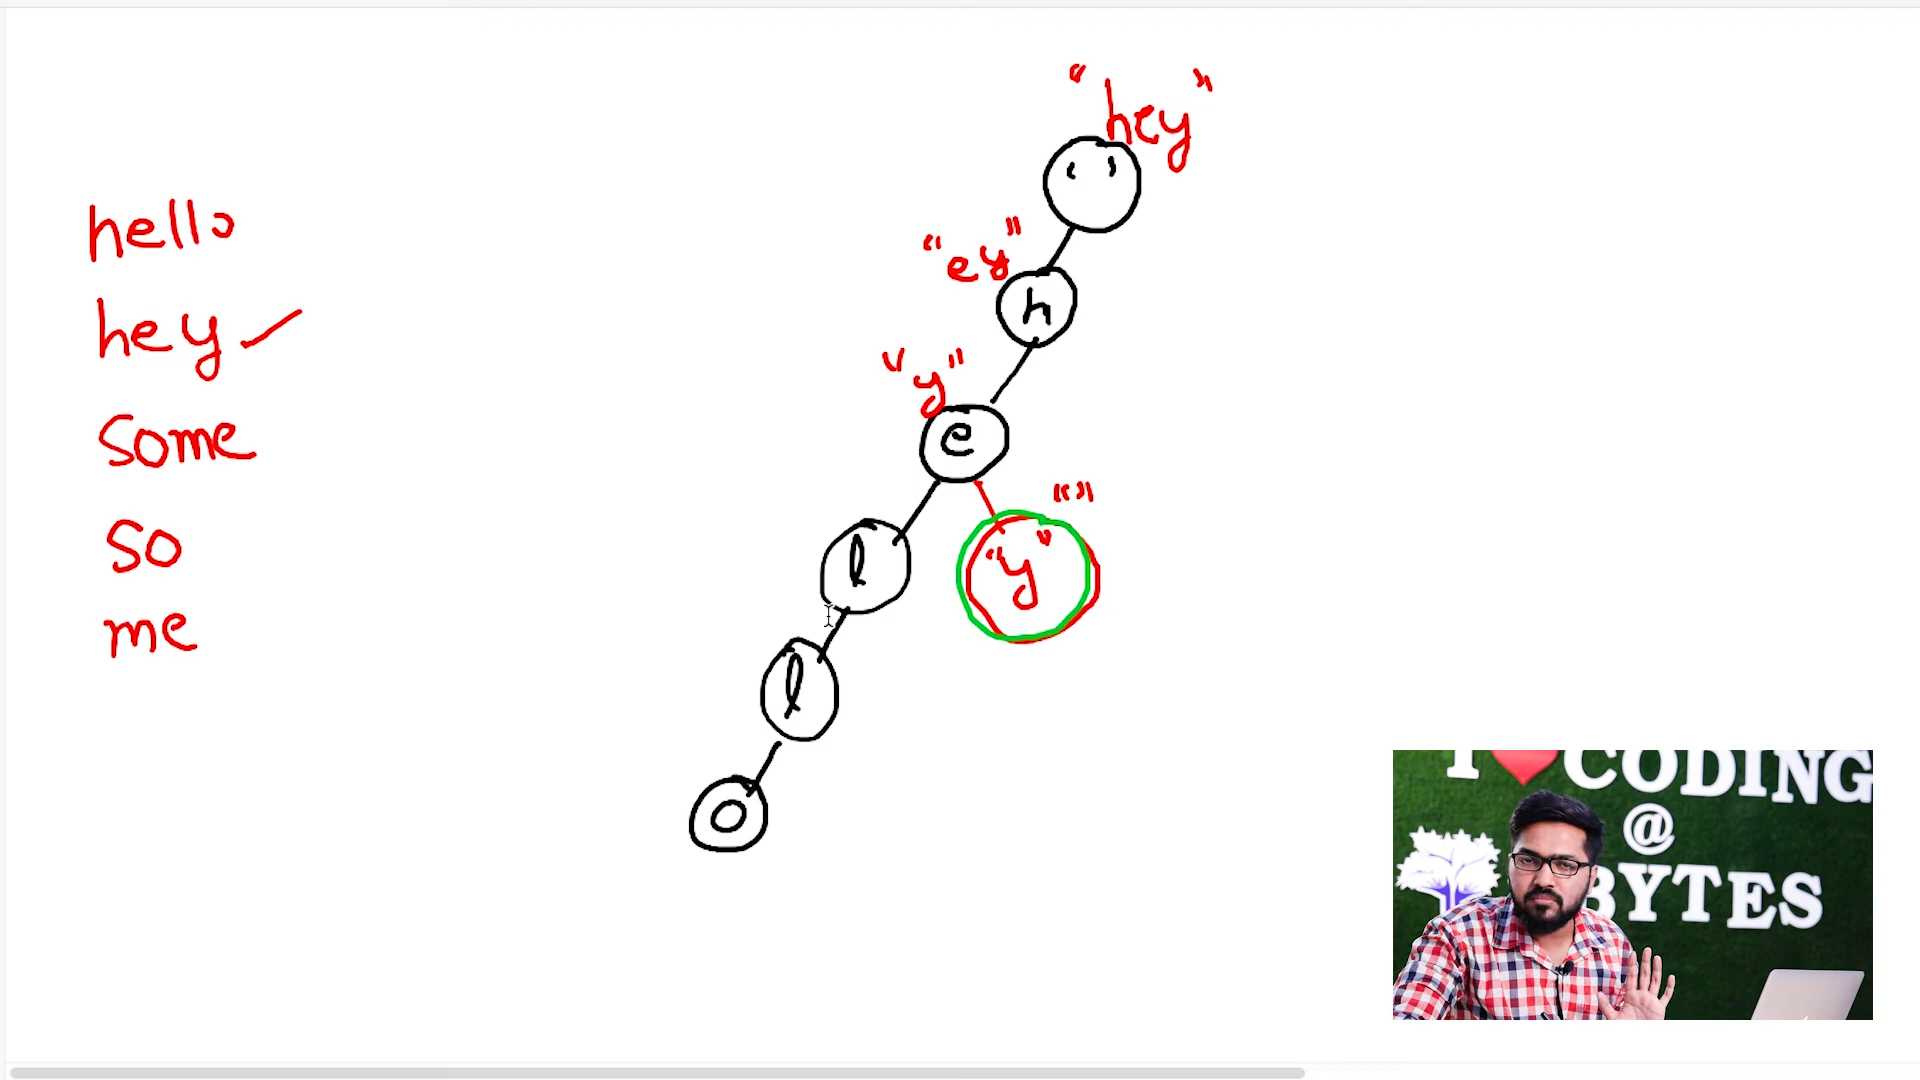 hello
hey
some
so
me
"hey"
' '
"ey"
h
"y"
e
" "
l
"y"
l
o
I ❤ CODING
@
BYTES